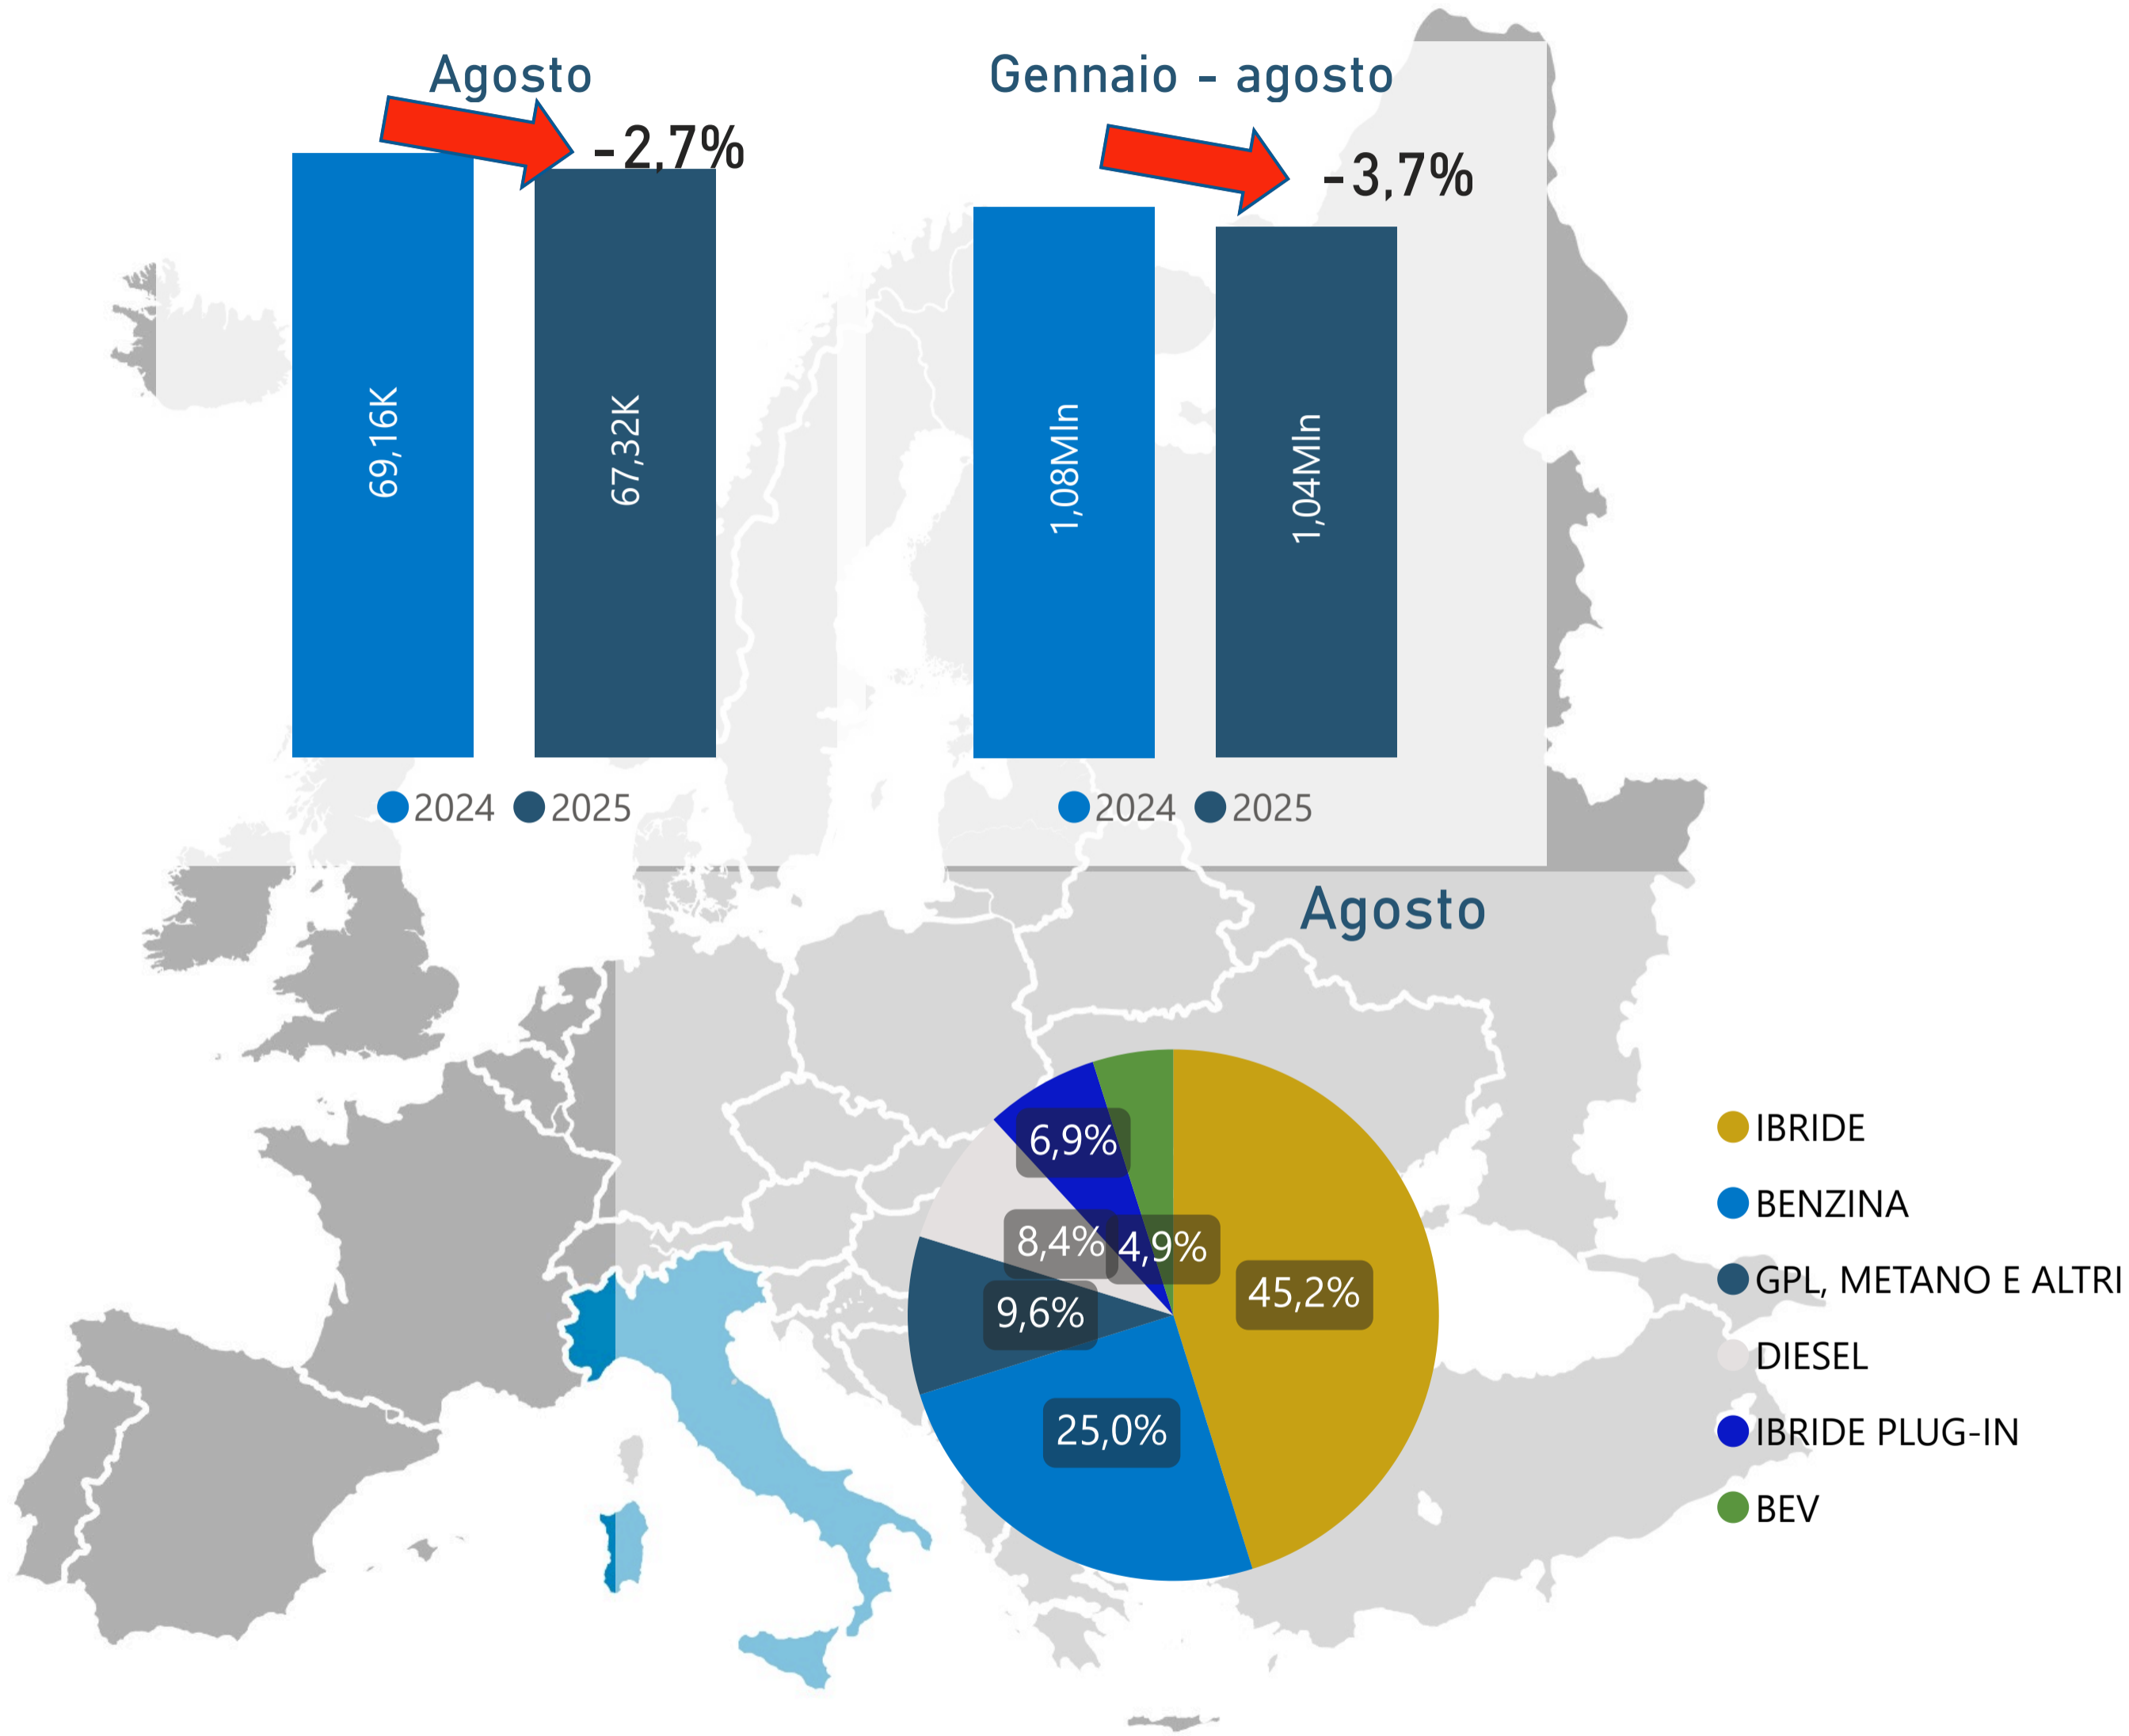 Agosto
-2,7%
69,16K
67,32K
2024
2025
Gennaio - agosto
-3,7%
1,08Mln
1,04Mln
2024
2025
Agosto
6,9%
8,4%
4,9%
45,2%
9,6%
25,0%
IBRIDE
BENZINA
GPL, METANO E ALTRI
DIESEL
IBRIDE PLUG-IN
BEV